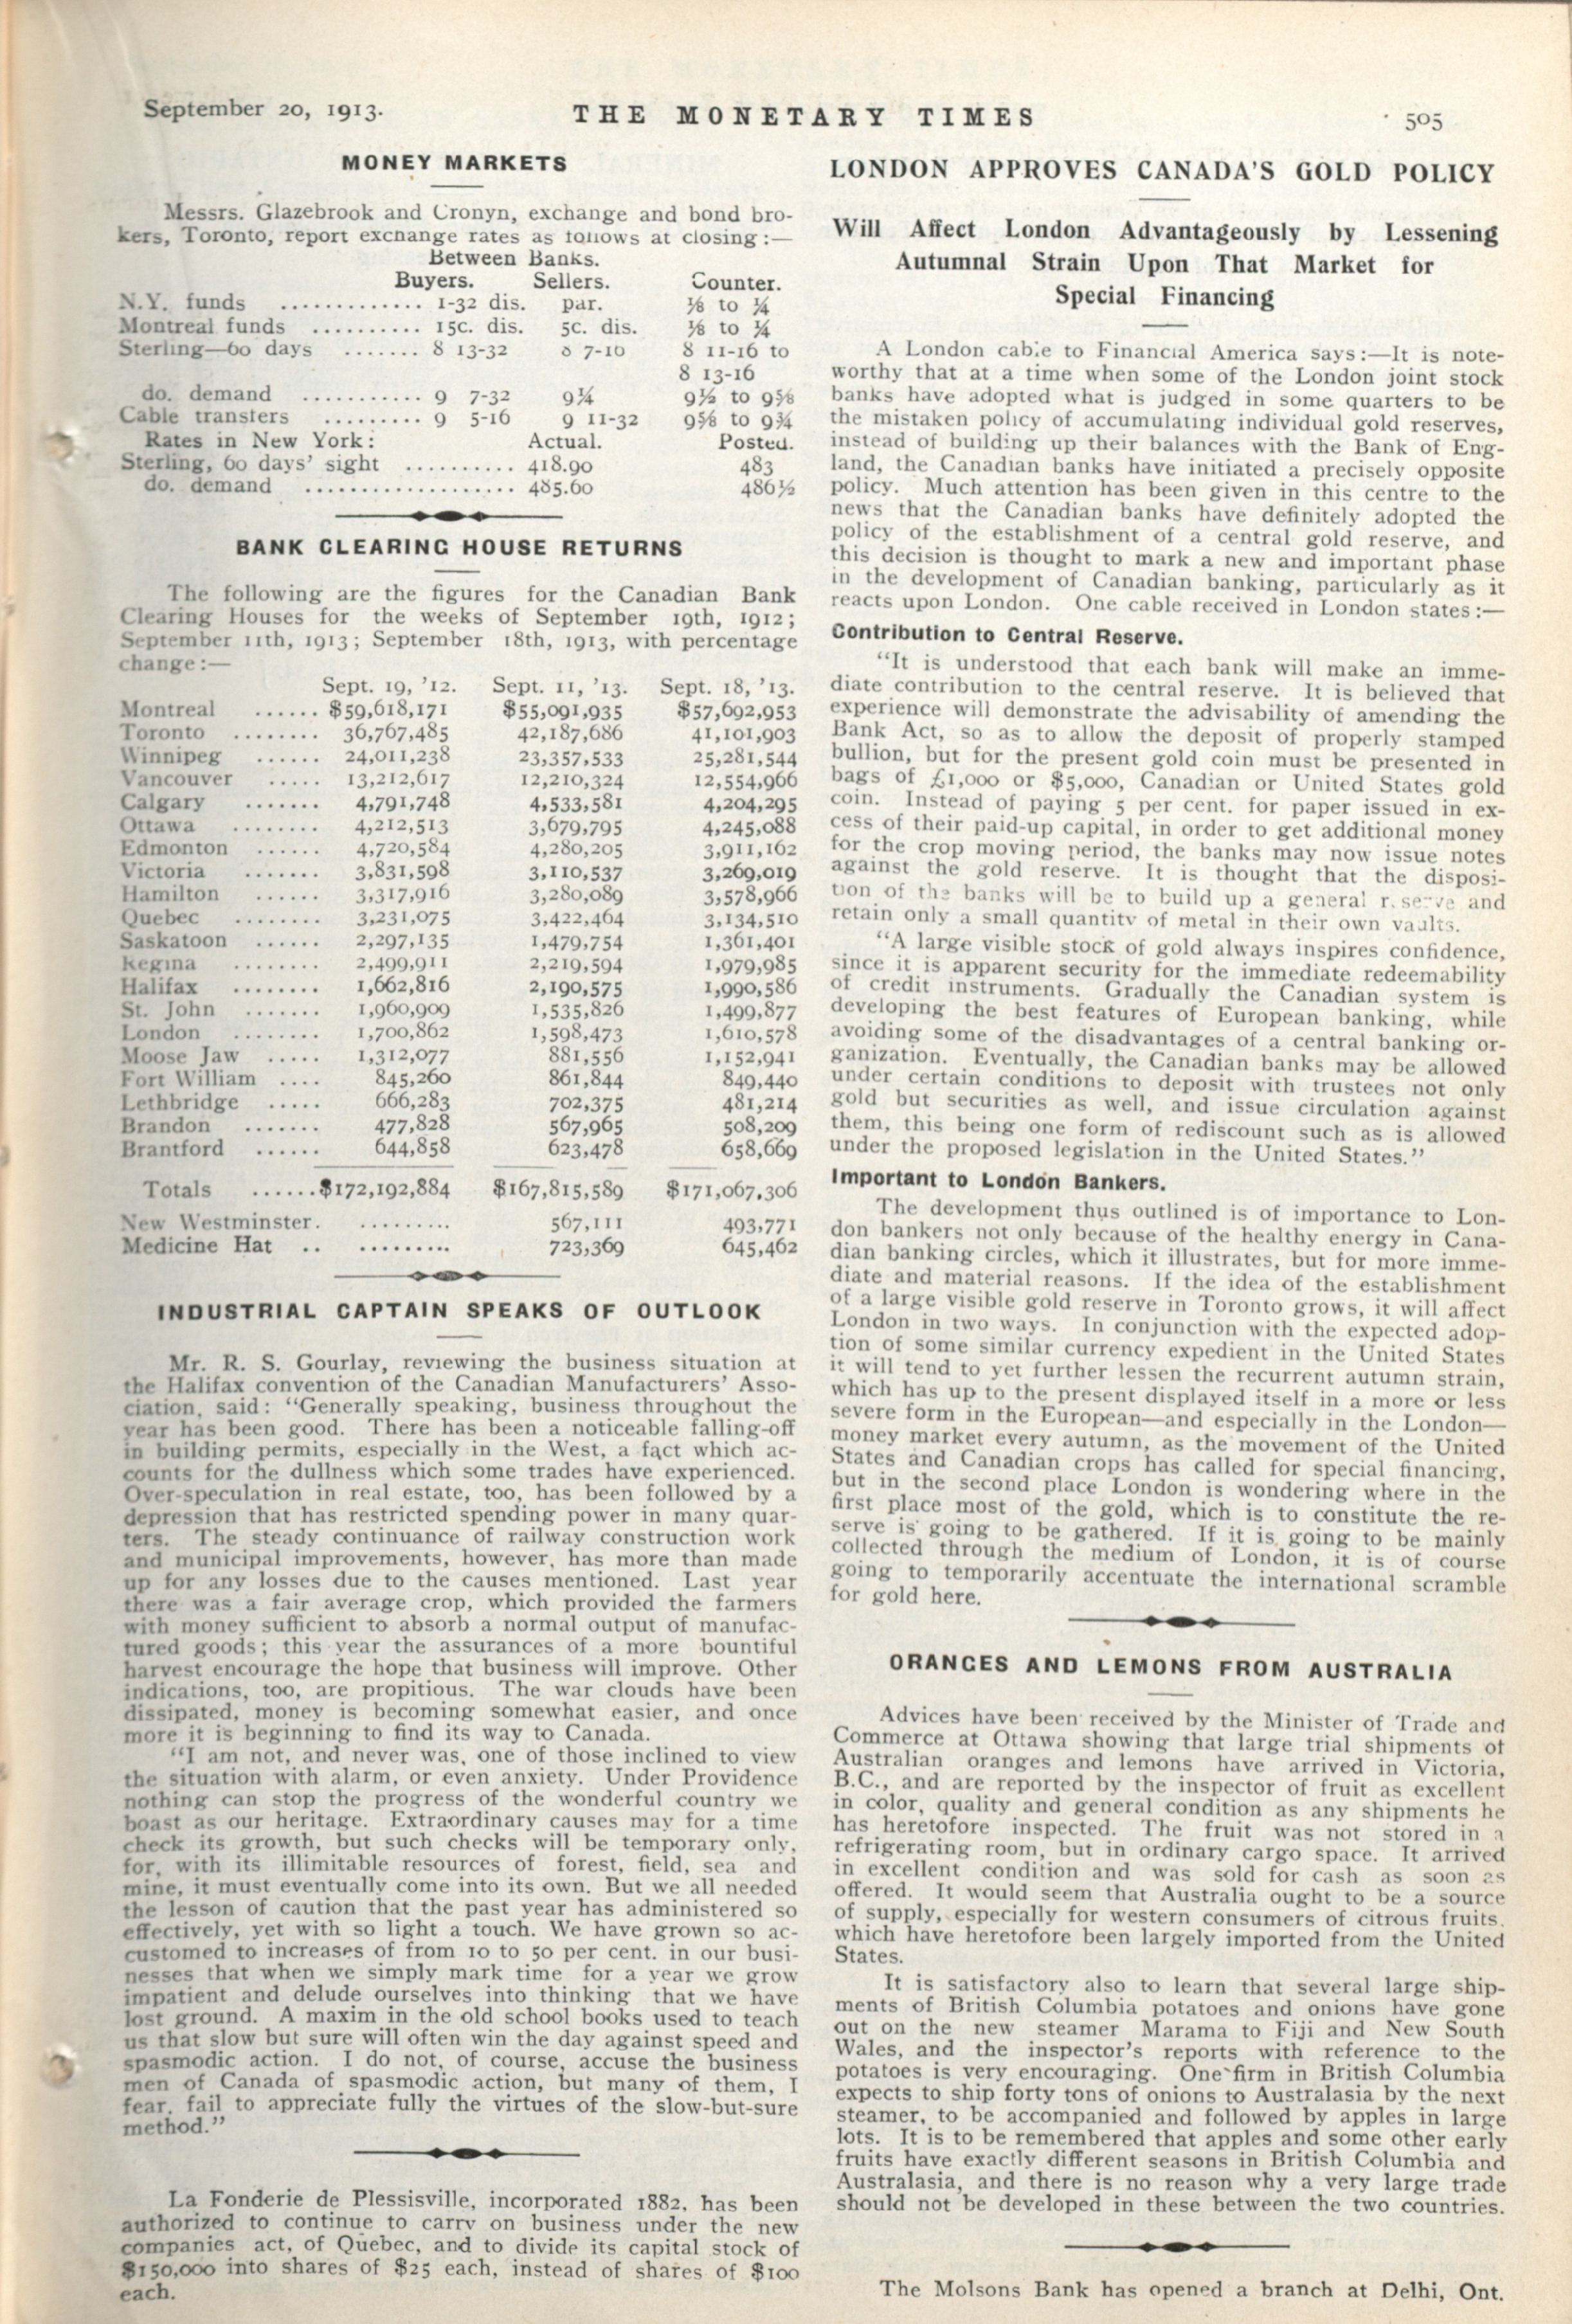 September 20, 1913.
THE MONETARY TIMES
505
MONEY MARKETS
Messrs. Glazebrook and Cronyn, exchange and bond bro-
kers, Toronto, report exchange rates as follows at closing:—
Between Banks.
Buyers. Sellers. Counter.
N.Y. funds ............ 1-32 dis. par. ⅛ to ¼
Montreal funds .......... 15c. dis. 5c. dis. ⅛ to ¼
Sterling—60 days ....... 8 13-32 8 7-16 8 11-16 to
8 13-16
do. demand ........... 9 7-32 9¼ 9½ to 9⅝
Cable transfers ......... 9 5-16 9 11-32 9⅝ to 9¾
Rates in New York: Actual. Posted.
Sterling, 60 days' sight .......... 418.90 483
do. demand .................. 485.60 486½
BANK CLEARING HOUSE RETURNS
The following are the figures for the Canadian Bank
Clearing Houses for the weeks of September 19th, 1912;
September 11th, 1913; September 18th, 1913, with percentage
change:—
Sept. 19, '12. Sept. 11, '13. Sept. 18, '13.
Montreal ...... $59,618,171 $55,091,935 $57,692,953
Toronto ........ 36,767,485 42,187,686 41,101,903
Winnipeg ...... 24,011,238 23,357,533 25,281,544
Vancouver ..... 13,212,617 12,210,324 12,554,966
Calgary ....... 4,791,748 4,533,581 4,204,295
Ottawa ........ 4,212,513 3,679,795 4,245,088
Edmonton ...... 4,720,584 4,280,205 3,911,162
Victoria ....... 3,831,598 3,110,537 3,269,019
Hamilton ...... 3,317,916 3,280,089 3,578,966
Quebec ........ 3,231,075 3,422,464 3,134,510
Saskatoon ...... 2,297,135 1,479,754 1,361,401
Regina ........ 2,499,911 2,219,594 1,979,985
Halifax ........ 1,662,816 2,190,575 1,990,586
St. John ....... 1,960,909 1,535,826 1,499,877
London ........ 1,700,862 1,598,473 1,610,578
Moose Jaw ..... 1,312,077 881,556 1,152,941
Fort William .... 845,260 861,844 849,440
Lethbridge ..... 666,283 702,375 481,214
Brandon ....... 477,828 567,965 508,209
Brantford ...... 644,858 623,478 658,669
Totals ......$172,192,884 $167,815,589 $171,067,306
New Westminster. ......... 567,111 493,771
Medicine Hat .. ......... 723,369 645,462
INDUSTRIAL CAPTAIN SPEAKS OF OUTLOOK
Mr. R. S. Gourlay, reviewing the business situation at
the Halifax convention of the Canadian Manufacturers' Asso-
ciation, said: "Generally speaking, business throughout the
year has been good. There has been a noticeable falling-off
in building permits, especially in the West, a fact which ac-
counts for the dullness which some trades have experienced.
Over-speculation in real estate, too, has been followed by a
depression that has restricted spending power in many quar-
ters. The steady continuance of railway construction work
and municipal improvements, however, has more than made
up for any losses due to the causes mentioned. Last year
there was a fair average crop, which provided the farmers
with money sufficient to absorb a normal output of manufac-
tured goods; this year the assurances of a more bountiful
harvest encourage the hope that business will improve. Other
indications, too, are propitious. The war clouds have been
dissipated, money is becoming somewhat easier, and once
more it is beginning to find its way to Canada.
"I am not, and never was, one of those inclined to view
the situation with alarm, or even anxiety. Under Providence
nothing can stop the progress of the wonderful country we
boast as our heritage. Extraordinary causes may for a time
check its growth, but such checks will be temporary only,
for, with its illimitable resources of forest, field, sea and
mine, it must eventually come into its own. But we all needed
the lesson of caution that the past year has administered so
effectively, yet with so light a touch. We have grown so ac-
customed to increases of from 10 to 50 per cent. in our busi-
nesses that when we simply mark time for a year we grow
impatient and delude ourselves into thinking that we have
lost ground. A maxim in the old school books used to teach
us that slow but sure will often win the day against speed and
spasmodic action. I do not, of course, accuse the business
men of Canada of spasmodic action, but many of them, I
fear, fail to appreciate fully the virtues of the slow-but-sure
method."
La Fonderie de Plessisville, incorporated 1882, has been
authorized to continue to carry on business under the new
companies act, of Quebec, and to divide its capital stock of
$150,000 into shares of $25 each, instead of shares of $100
each.
LONDON APPROVES CANADA'S GOLD POLICY
Will Affect London Advantageously by Lessening
Autumnal Strain Upon That Market for
Special Financing
A London cable to Financial America says:—It is note-
worthy that at a time when some of the London joint stock
banks have adopted what is judged in some quarters to be
the mistaken policy of accumulating individual gold reserves,
instead of building up their balances with the Bank of Eng-
land, the Canadian banks have initiated a precisely opposite
policy. Much attention has been given in this centre to the
news that the Canadian banks have definitely adopted the
policy of the establishment of a central gold reserve, and
this decision is thought to mark a new and important phase
in the development of Canadian banking, particularly as it
reacts upon London. One cable received in London states:—
Contribution to Central Reserve.
"It is understood that each bank will make an imme-
diate contribution to the central reserve. It is believed that
experience will demonstrate the advisability of amending the
Bank Act, so as to allow the deposit of properly stamped
bullion, but for the present gold coin must be presented in
bags of £1,000 or $5,000, Canadian or United States gold
coin. Instead of paying 5 per cent. for paper issued in ex-
cess of their paid-up capital, in order to get additional money
for the crop moving period, the banks may now issue notes
against the gold reserve. It is thought that the disposi-
tion of the banks will be to build up a general reserve and
retain only a small quantity of metal in their own vaults.
"A large visible stock of gold always inspires confidence,
since it is apparent security for the immediate redeemability
of credit instruments. Gradually the Canadian system is
developing the best features of European banking, while
avoiding some of the disadvantages of a central banking or-
ganization. Eventually, the Canadian banks may be allowed
under certain conditions to deposit with trustees not only
gold but securities as well, and issue circulation against
them, this being one form of rediscount such as is allowed
under the proposed legislation in the United States."
Important to London Bankers.
The development thus outlined is of importance to Lon-
don bankers not only because of the healthy energy in Cana-
dian banking circles, which it illustrates, but for more imme-
diate and material reasons. If the idea of the establishment
of a large visible gold reserve in Toronto grows, it will affect
London in two ways. In conjunction with the expected adop-
tion of some similar currency expedient in the United States
it will tend to yet further lessen the recurrent autumn strain,
which has up to the present displayed itself in a more or less
severe form in the European—and especially in the London—
money market every autumn, as the movement of the United
States and Canadian crops has called for special financing,
but in the second place London is wondering where in the
first place most of the gold, which is to constitute the re-
serve is going to be gathered. If it is going to be mainly
collected through the medium of London, it is of course
going to temporarily accentuate the international scramble
for gold here.
ORANGES AND LEMONS FROM AUSTRALIA
Advices have been received by the Minister of Trade and
Commerce at Ottawa showing that large trial shipments of
Australian oranges and lemons have arrived in Victoria,
B.C., and are reported by the inspector of fruit as excellent
in color, quality and general condition as any shipments he
has heretofore inspected. The fruit was not stored in a
refrigerating room, but in ordinary cargo space. It arrived
in excellent condition and was sold for cash as soon as
offered. It would seem that Australia ought to be a source
of supply, especially for western consumers of citrous fruits.
which have heretofore been largely imported from the United
States.
It is satisfactory also to learn that several large ship-
ments of British Columbia potatoes and onions have gone
out on the new steamer Marama to Fiji and New South
Wales, and the inspector's reports with reference to the
potatoes is very encouraging. One firm in British Columbia
expects to ship forty tons of onions to Australasia by the next
steamer, to be accompanied and followed by apples in large
lots. It is to be remembered that apples and some other early
fruits have exactly different seasons in British Columbia and
Australasia, and there is no reason why a very large trade
should not be developed in these between the two countries.
The Molsons Bank has opened a branch at Delhi, Ont.